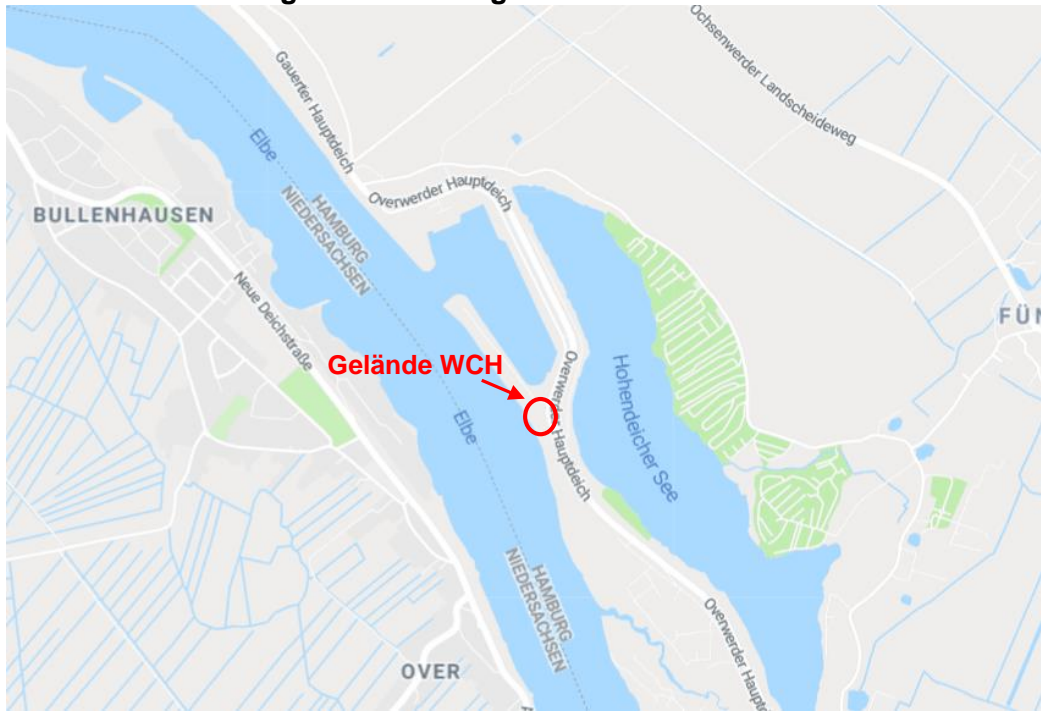 Gauerter Hauptdeich
Ochsenwerder Landscheideweg
Elbe
Overwerder Hauptdeich
BULLENHAUSEN
HAMBURG
NIEDERSACHSEN
Neue Deichstraße
FÜN
Gelände WCH
Overwerder Hauptdeich
Hohendeicher See
Elbe
HAMBURG
NIEDERSACHSEN
Overwerder Hauptdeich
OVER